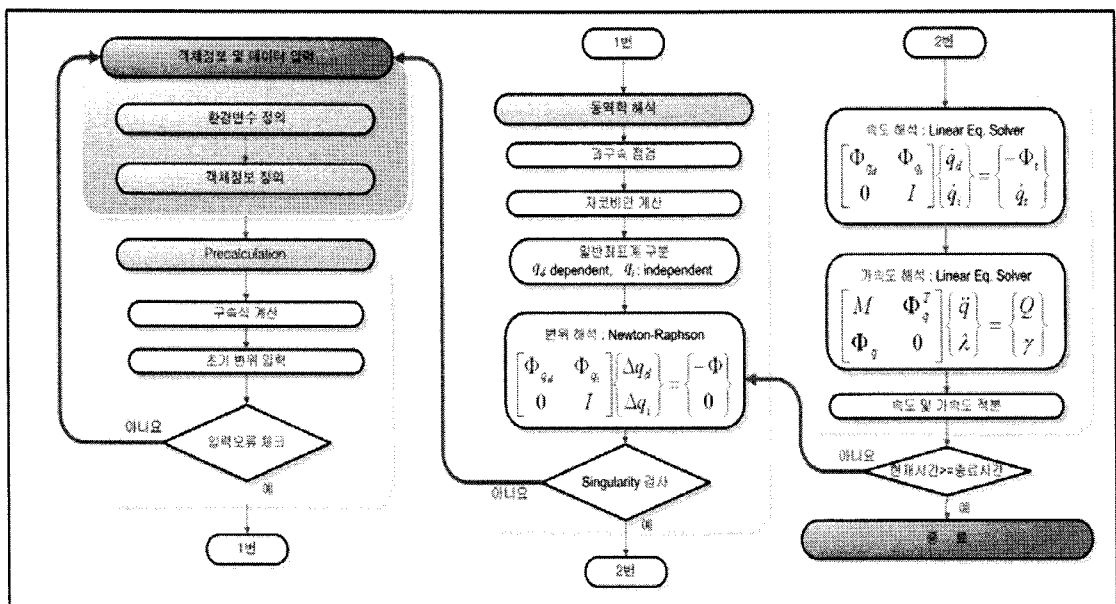 객체정보 및 데이터 입력
환경변수 정의
객체정보 정의
Precalculation
구속식 계산
초기 변위 입력
아니요
입력오류 체크
예
1번
1번
동역학 해석
과구속 점검
자코비안 계산
일반좌표계 구분
q_d dependent, q_i : independent
변위 해석 : Newton-Raphson
[Φ_{q_d} Φ_{q_i}; 0 I] {Δq_d; Δq_i} = {-Φ; 0}
아니요
Singularity 검사
예
2번
2번
속도 해석 : Linear Eq. Solver
[Φ_{q_d} Φ_{q_i}; 0 I] {q̇_d; q̇_i} = {-Φ_t; q̇_i}
가속도 해석 : Linear Eq. Solver
[M Φ_q^T; Φ_q 0] {q̈; λ} = {Q; γ}
속도 및 가속도 적분
아니요
현재시간>=종료시간
예
종 료